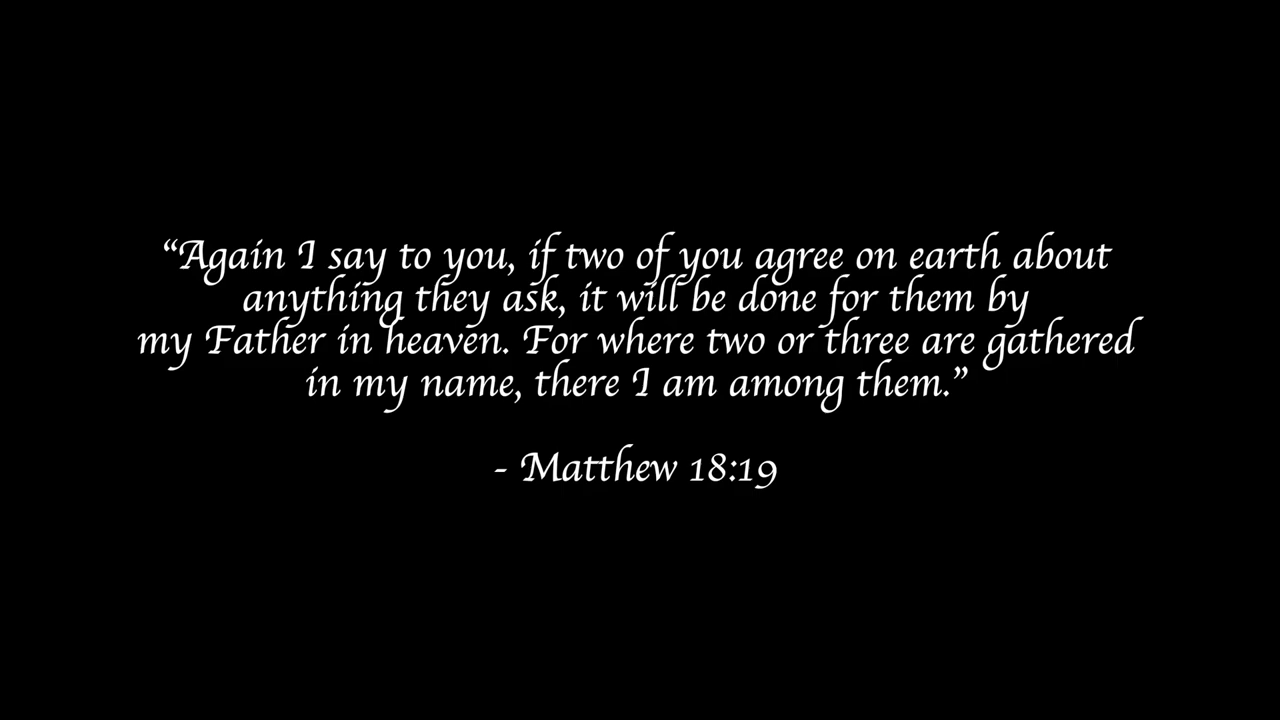 “Again I say to you, if two of you agree on earth about
anything they ask, it will be done for them by
my Father in heaven. For where two or three are gathered
in my name, there I am among them.”
- Matthew 18:19